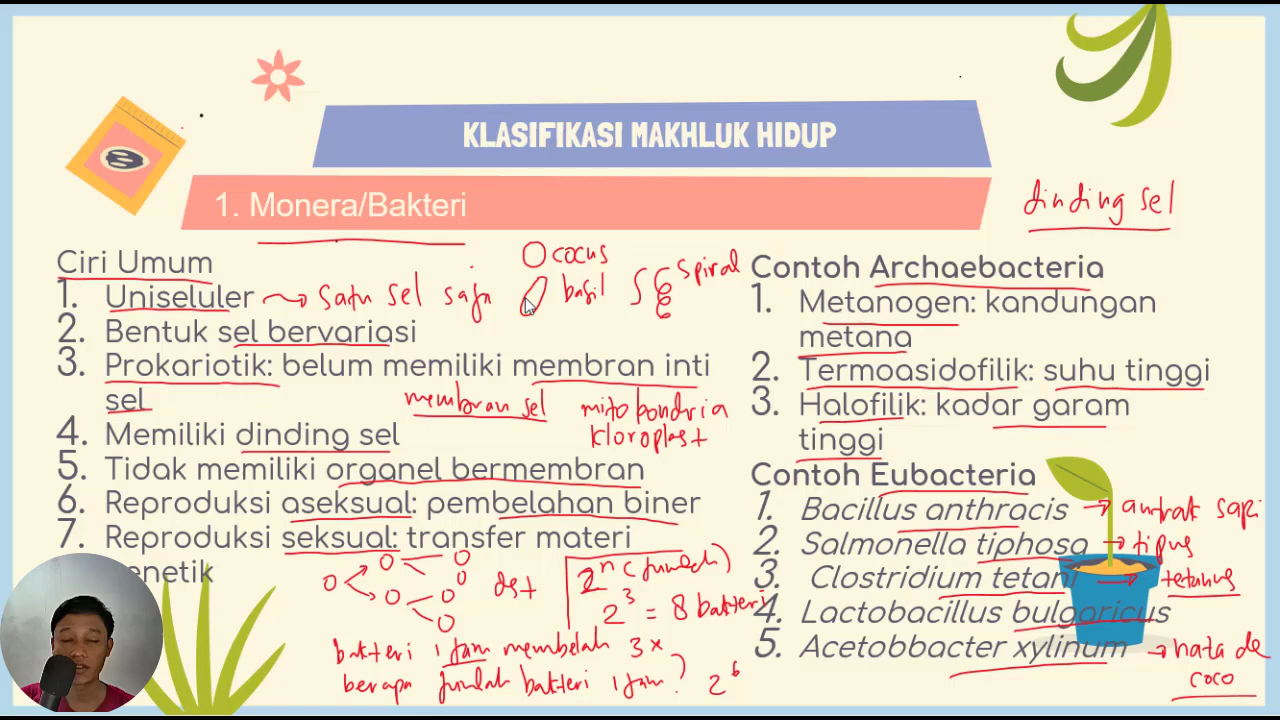 KLASIFIKASI MAKHLUK HIDUP
1. Monera/Bakteri
dinding sel
Ciri Umum
1. Uniseluler
satu sel saja
cocus
basil
spiral
2. Bentuk sel bervariasi
3. Prokariotik: belum memiliki membran inti
sel
membran sel
mitokondria
kloroplast
4. Memiliki dinding sel
5. Tidak memiliki organel bermembran
6. Reproduksi aseksual: pembelahan biner
7. Reproduksi seksual: transfer materi
enetik
dst
2ⁿ (jumlah)
2³ = 8 bakteri
bakteri 1 jam membelah 3x
berapa jumlah bakteri 1 jam? 2⁶
Contoh Archaebacteria
1. Metanogen: kandungan
metana
2. Termoasidofilik: suhu tinggi
3. Halofilik: kadar garam
tinggi
Contoh Eubacteria
1. Bacillus anthracis → antrak sapi
2. Salmonella tiphosa → tipus
3. Clostridium tetani → tetanus
4. Lactobacillus bulgaricus
5. Acetobbacter xylinum → nata de
coco